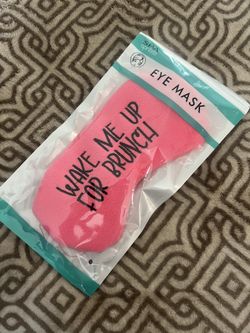 EYE MASK
WAKE ME UP
FOR BRUNCH